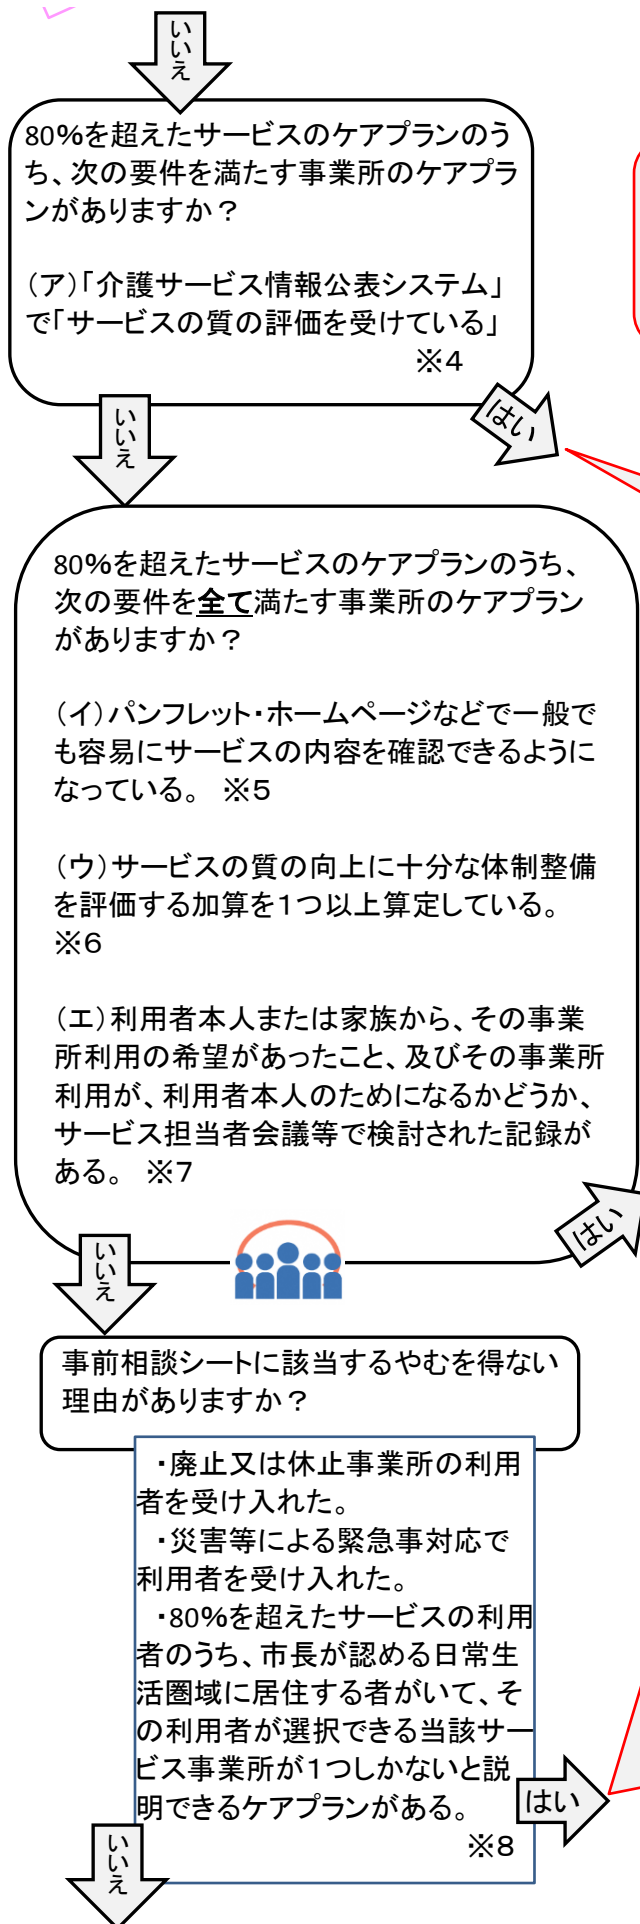 いいえ
80%を超えたサービスのケアプランのう
ち、次の要件を満たす事業所のケアプラ
ンがありますか？
（ア）「介護サービス情報公表システム」
で「サービスの質の評価を受けている」
※4
いいえ
はい
80%を超えたサービスのケアプランのうち、
次の要件を全て満たす事業所のケアプラン
がありますか？
（イ）パンフレット・ホームページなどで一般で
も容易にサービスの内容を確認できるように
なっている。 ※5
（ウ）サービスの質の向上に十分な体制整備
を評価する加算を1つ以上算定している。
※6
（エ）利用者本人または家族から、その事業
所利用の希望があったこと、及びその事業所
利用が、利用者本人のためになるかどうか、
サービス担当者会議等で検討された記録が
ある。 ※7
はい
いいえ
事前相談シートに該当するやむを得ない
理由がありますか？
・廃止又は休止事業所の利用
者を受け入れた。
・災害等による緊急事対応で
利用者を受け入れた。
・80%を超えたサービスの利用
者のうち、市長が認める日常生
活圏域に居住する者がいて、そ
の利用者が選択できる当該サー
ビス事業所が1つしかないと説
明できるケアプランがある。
※8
はい
いいえ